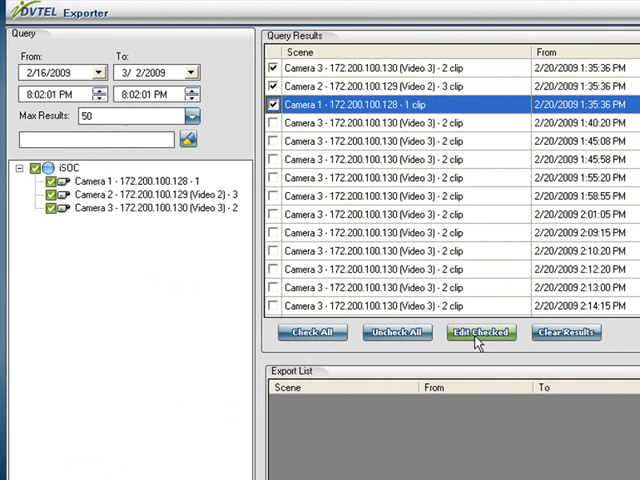 iDVTEL Exporter
Query
From: To:
2/16/2009 3/ 2/2009
8:02:01 PM 8:02:01 PM
Max Results: 50
iSOC
Camera 1 - 172.200.100.128 - 1
Camera 2 - 172.200.100.129 (Video 2) - 3
Camera 3 - 172.200.100.130 (Video 3) - 2
Query Results
Scene From
Camera 3 - 172.200.100.130 (Video 3) - 2 clip 2/20/2009 1:35:36 PM
Camera 2 - 172.200.100.129 (Video 2) - 3 clip 2/20/2009 1:35:36 PM
Camera 1 - 172.200.100.128 - 1 clip 2/20/2009 1:35:36 PM
Camera 3 - 172.200.100.130 (Video 3) - 2 clip 2/20/2009 1:40:20 PM
Camera 3 - 172.200.100.130 (Video 3) - 2 clip 2/20/2009 1:45:08 PM
Camera 3 - 172.200.100.130 (Video 3) - 2 clip 2/20/2009 1:45:58 PM
Camera 3 - 172.200.100.130 (Video 3) - 2 clip 2/20/2009 1:55:20 PM
Camera 3 - 172.200.100.130 (Video 3) - 2 clip 2/20/2009 1:58:55 PM
Camera 3 - 172.200.100.130 (Video 3) - 2 clip 2/20/2009 2:01:05 PM
Camera 3 - 172.200.100.130 (Video 3) - 2 clip 2/20/2009 2:09:15 PM
Camera 3 - 172.200.100.130 (Video 3) - 2 clip 2/20/2009 2:10:20 PM
Camera 3 - 172.200.100.130 (Video 3) - 2 clip 2/20/2009 2:12:20 PM
Camera 3 - 172.200.100.130 (Video 3) - 2 clip 2/20/2009 2:13:00 PM
Camera 3 - 172.200.100.130 (Video 3) - 2 clip 2/20/2009 2:14:15 PM
Check All Uncheck All Edit Checked Clear Results
Export List
Scene From To